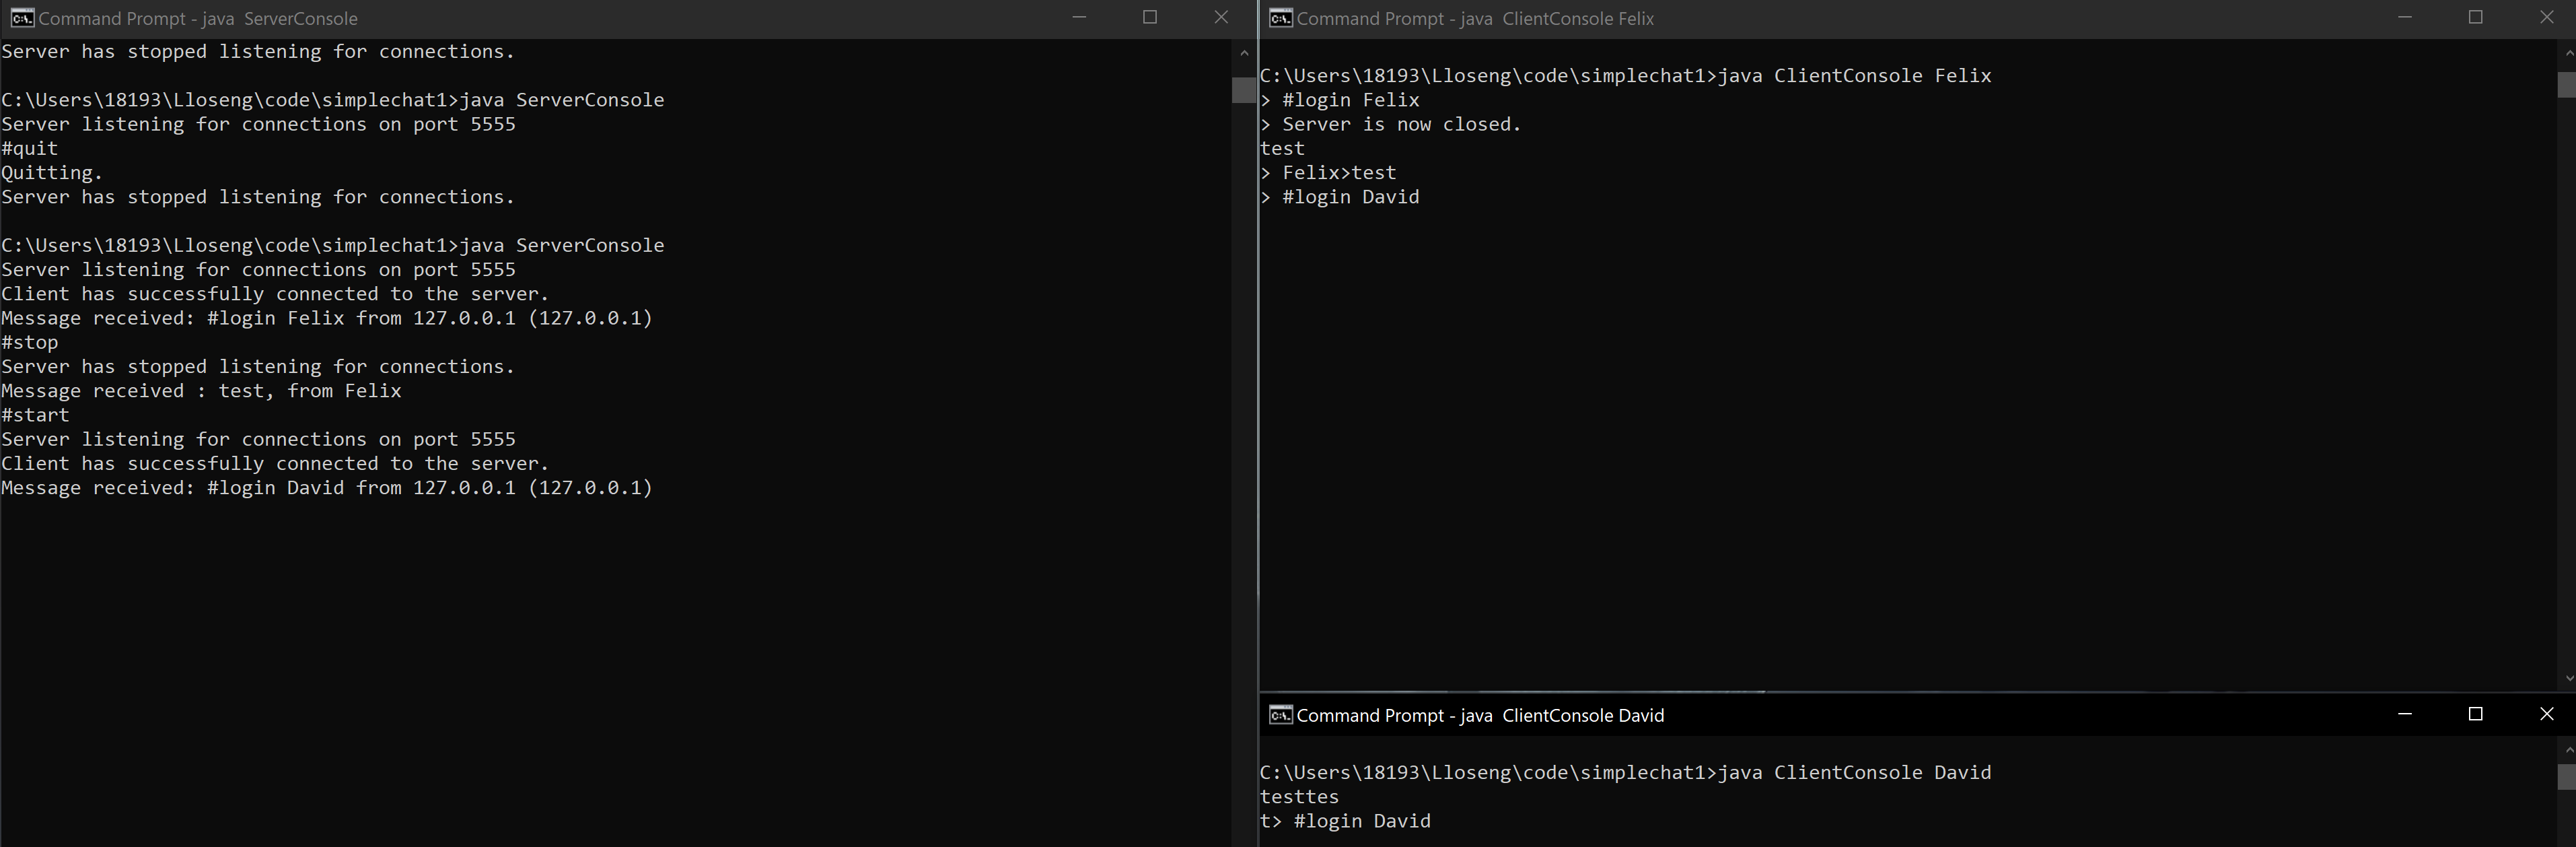 Command Prompt - java  ServerConsole
Server has stopped listening for connections.
C:\Users\18193\Lloseng\code\simplechat1>java ServerConsole
Server listening for connections on port 5555
#quit
Quitting.
Server has stopped listening for connections.
C:\Users\18193\Lloseng\code\simplechat1>java ServerConsole
Server listening for connections on port 5555
Client has successfully connected to the server.
Message received: #login Felix from 127.0.0.1 (127.0.0.1)
#stop
Server has stopped listening for connections.
Message received : test, from Felix
#start
Server listening for connections on port 5555
Client has successfully connected to the server.
Message received: #login David from 127.0.0.1 (127.0.0.1)
Command Prompt - java  ClientConsole Felix
C:\Users\18193\Lloseng\code\simplechat1>java ClientConsole Felix
> #login Felix
> Server is now closed.
test
> Felix>test
> #login David
Command Prompt - java  ClientConsole David
C:\Users\18193\Lloseng\code\simplechat1>java ClientConsole David
testtes
t> #login David